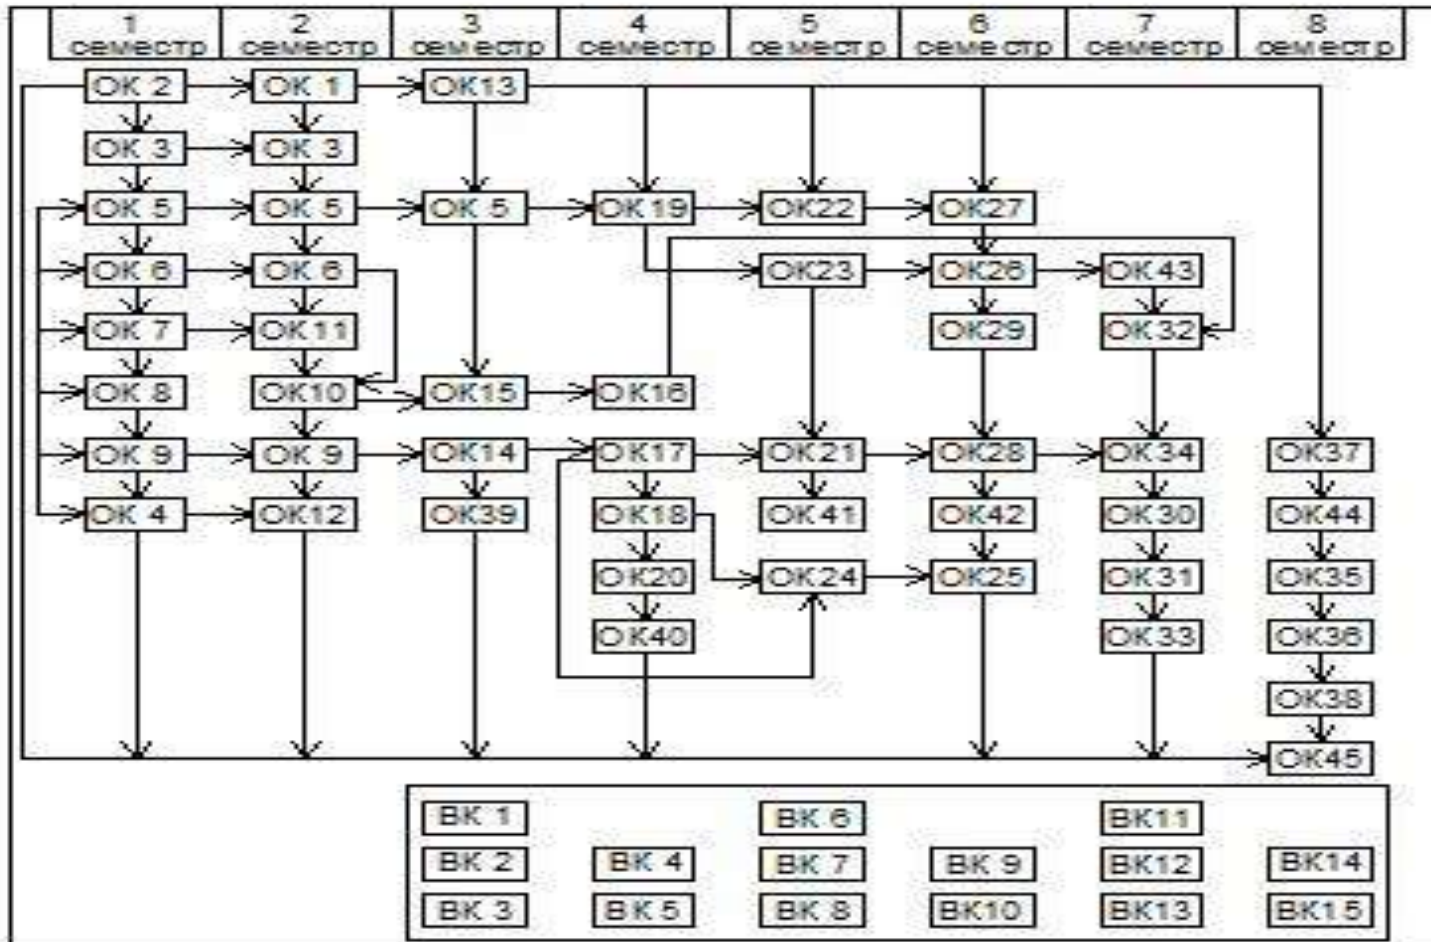 1 2 3 4 5 6 7 8
семестр семестр семестр семестр семестр семестр семестр семестр
ОК 2 ОК 1 ОК13
ОК 3 ОК 3
ОК 5 ОК 5 ОК 5 ОК19 ОК22 ОК27
ОК 6 ОК 6 ОК23 ОК26 ОК43
ОК 7 ОК11 ОК29 ОК32
ОК 8 ОК10 ОК15 ОК16
ОК 9 ОК 9 ОК14 ОК17 ОК21 ОК28 ОК34 ОК37
ОК 4 ОК12 ОК39 ОК18 ОК41 ОК42 ОК30 ОК44
ОК20 ОК24 ОК25 ОК31 ОК35
ОК40 ОК33 ОК36
ОК38
ОК45
ВК 1 ВК 6 ВК11
ВК 2 ВК 4 ВК 7 ВК 9 ВК12 ВК14
ВК 3 ВК 5 ВК 8 ВК10 ВК13 ВК15